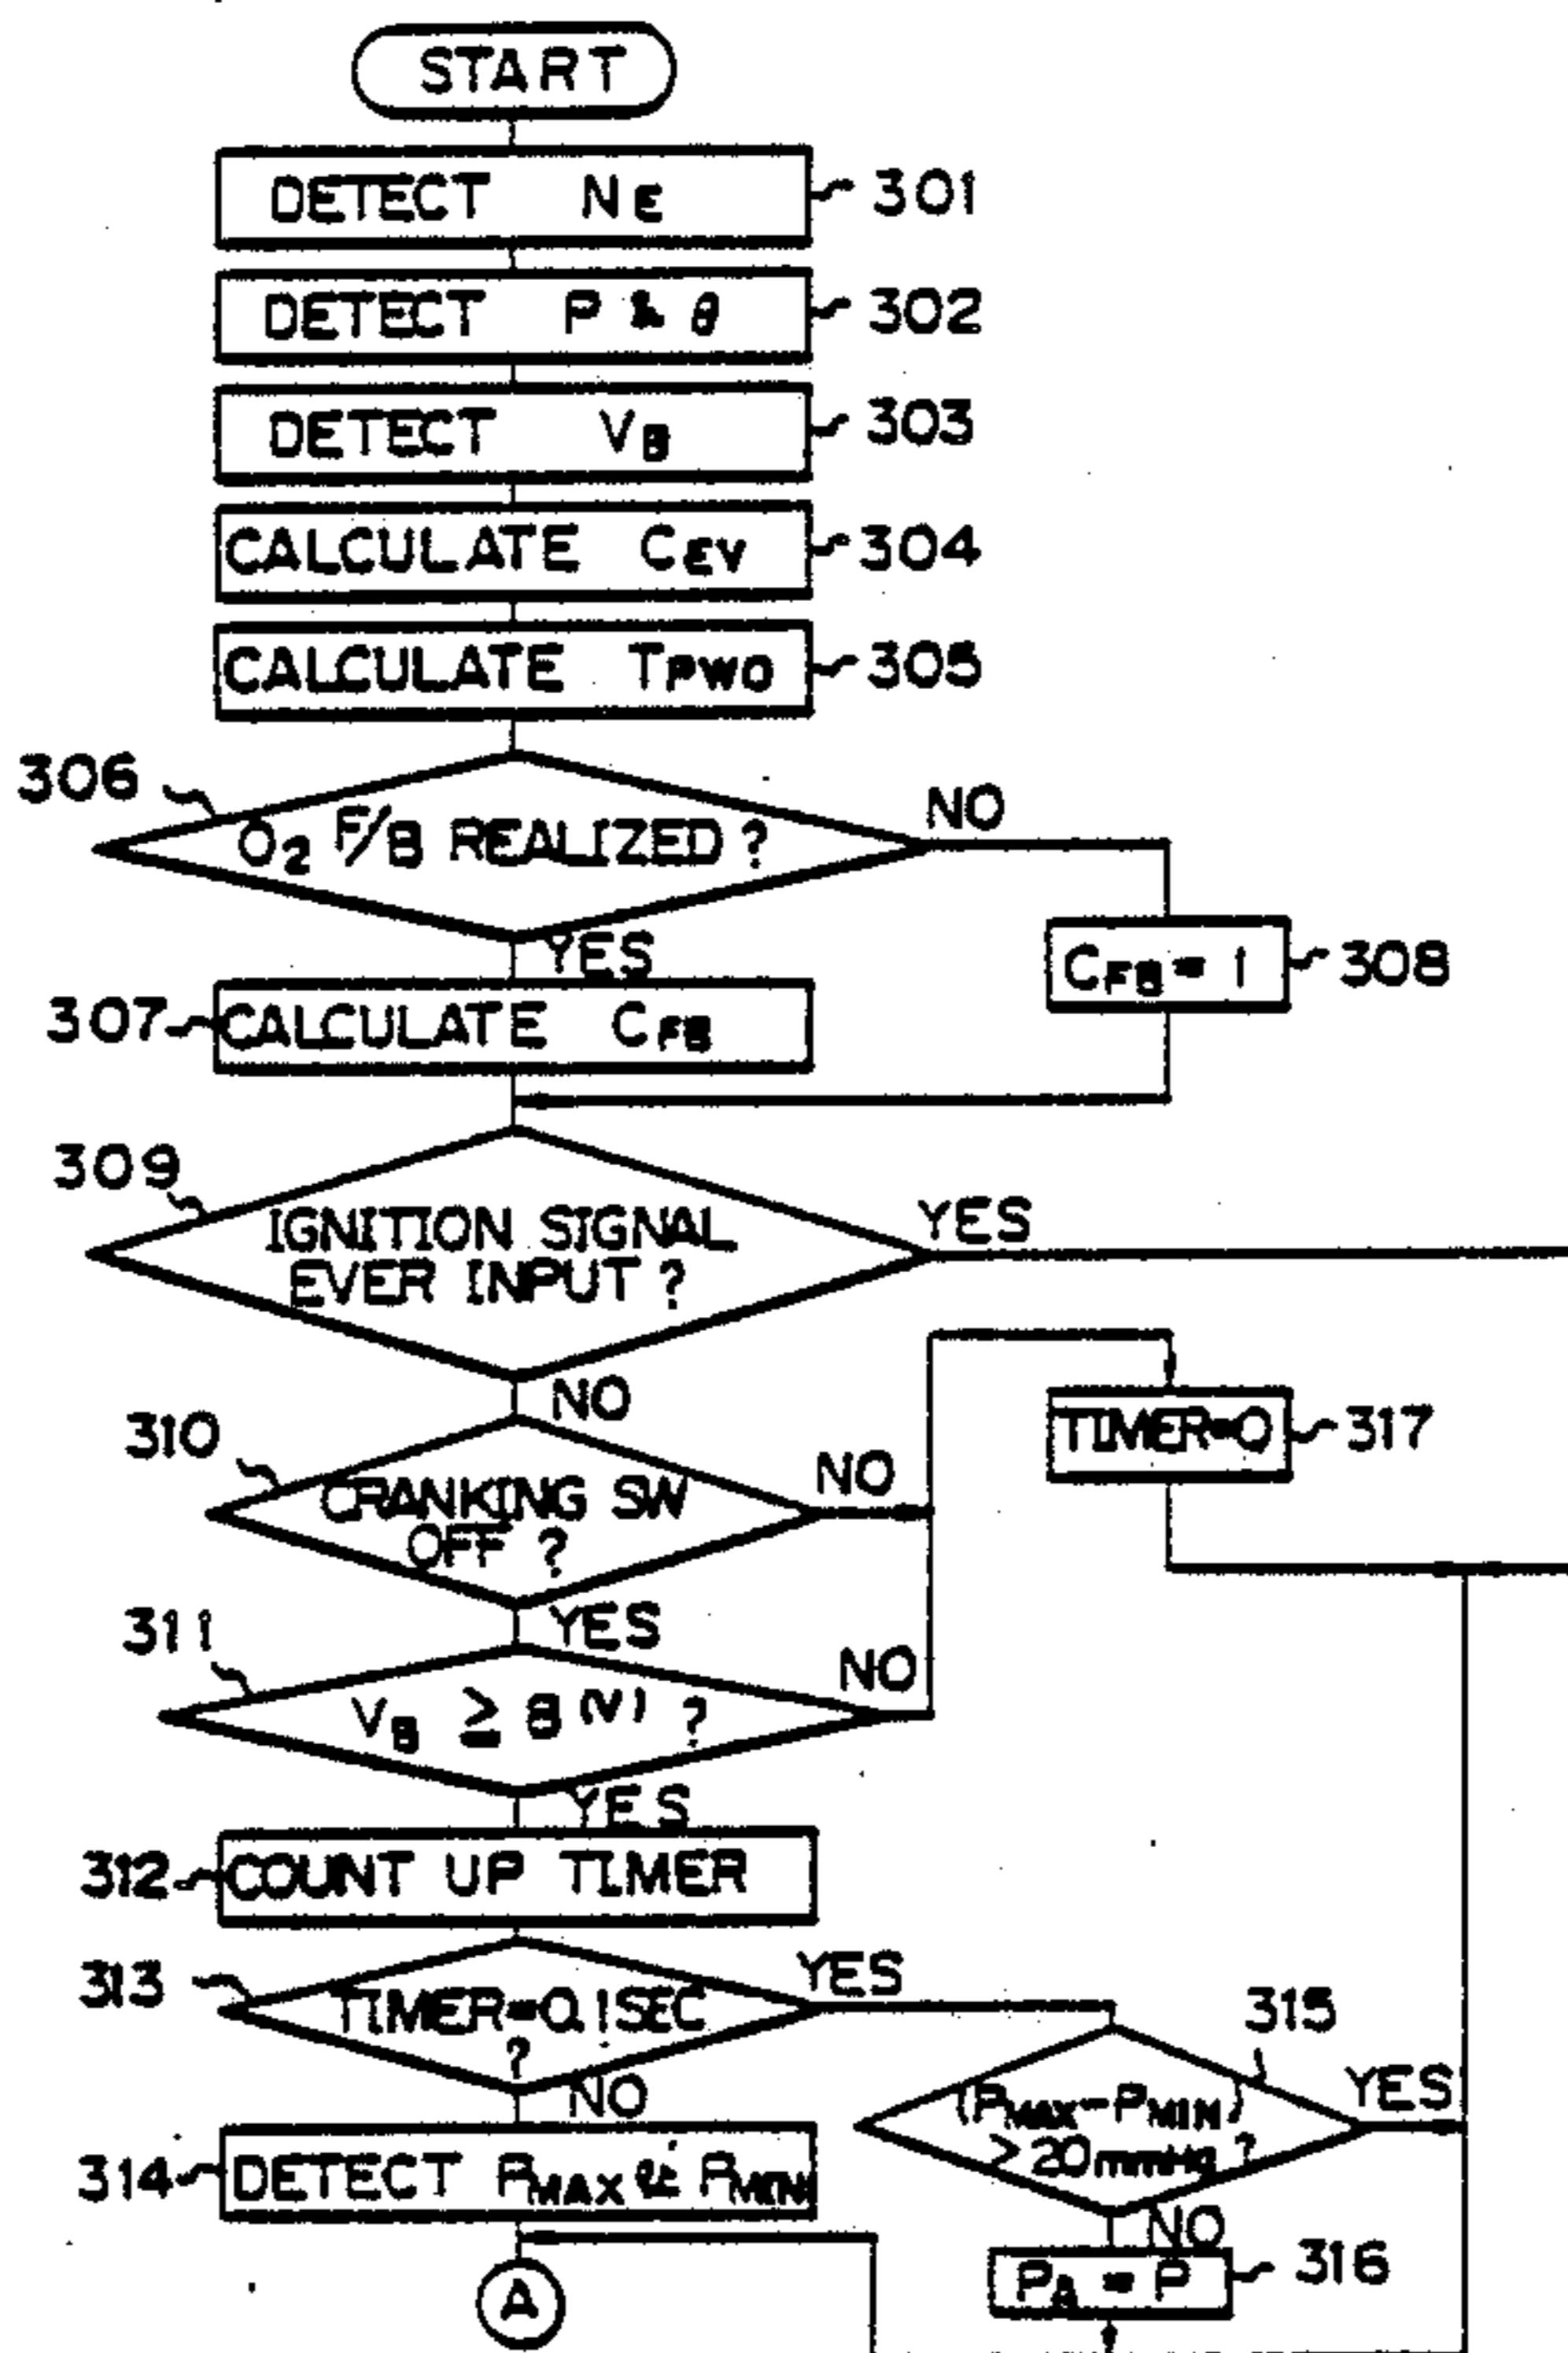 START
DETECT NE 301
DETECT P & θ 302
DETECT VB 303
CALCULATE CEV 304
CALCULATE TPWO 305
306
O2 F/B REALIZED ?
NO
YES
CFB = 1 308
307 CALCULATE CFB
309
IGNITION SIGNAL
EVER INPUT ?
YES
NO
TIMER=0 317
310
CRANKING SW
OFF ?
NO
YES
311
VB ≥ 8 (V) ?
NO
YES
312 COUNT UP TIMER
313
TIMER=0.1SEC
?
YES
NO
315
(PMAX-PMIN)
>20mmHg ?
YES
NO
314 DETECT PMAX & PMIN
PA = P 316
A